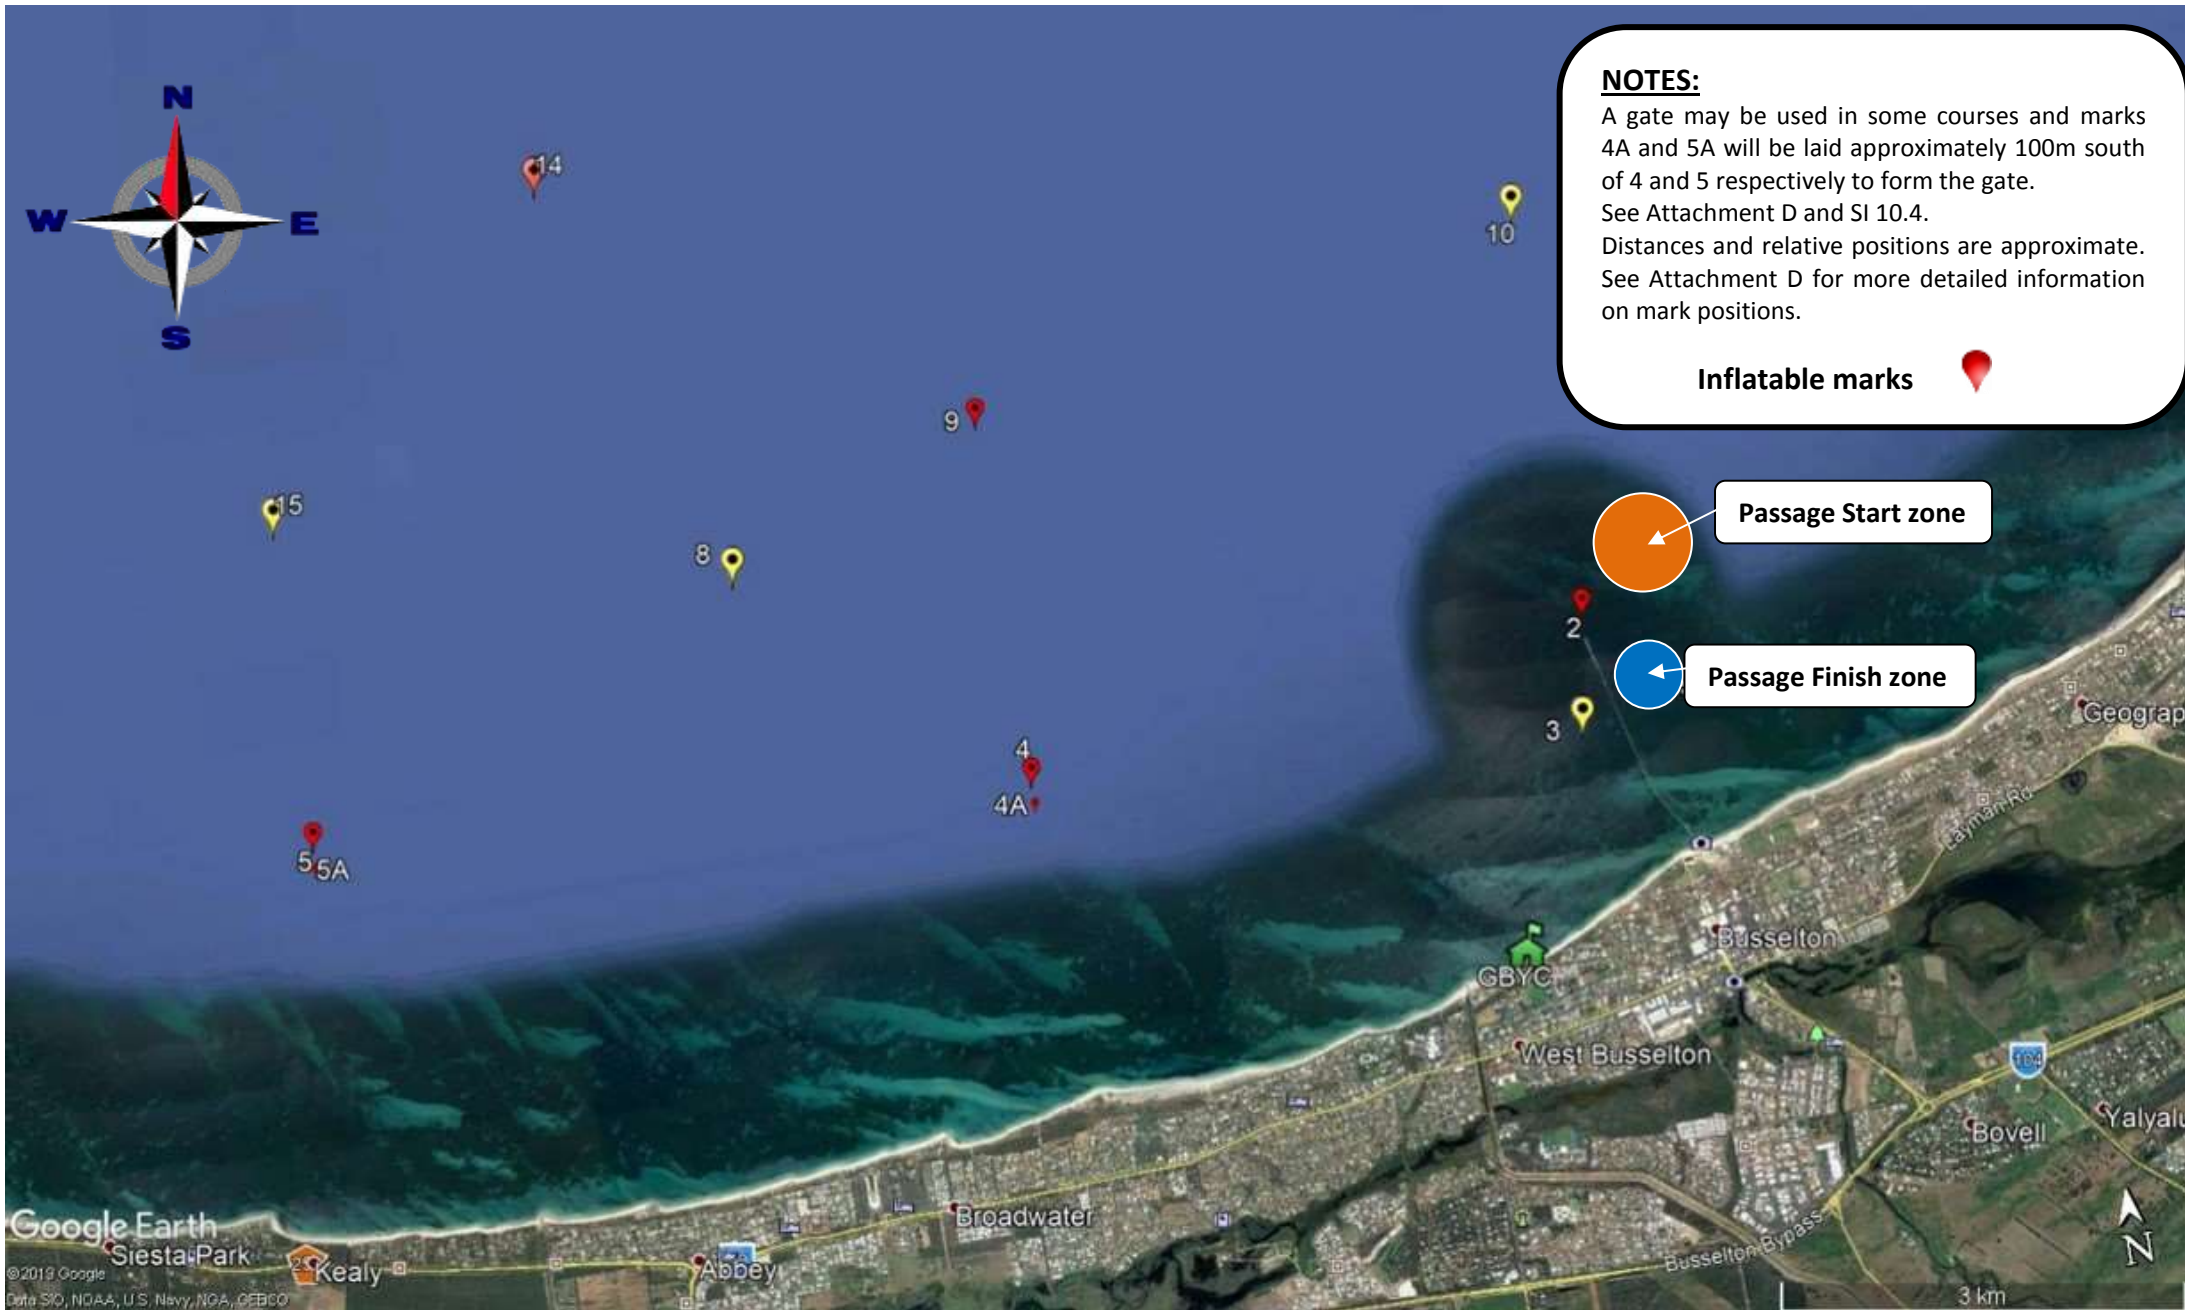 N
W
E
S
14
10
9
15
8
2
3
4
4A
5
5A
NOTES:
A gate may be used in some courses and marks
4A and 5A will be laid approximately 100m south
of 4 and 5 respectively to form the gate.
See Attachment D and SI 10.4.
Distances and relative positions are approximate.
See Attachment D for more detailed information
on mark positions.
Inflatable marks
Passage Start zone
Passage Finish zone
Geograp
Layman Rd
Busselton
GBYC
West Busselton
104
Bovell
Yalyalu
Broadwater
Busselton Bypass
Google Earth
Siesta Park
Kealy
Abbey
©2019 Google
Data SIO, NOAA, U.S. Navy, NGA, GEBCO
N
3 km